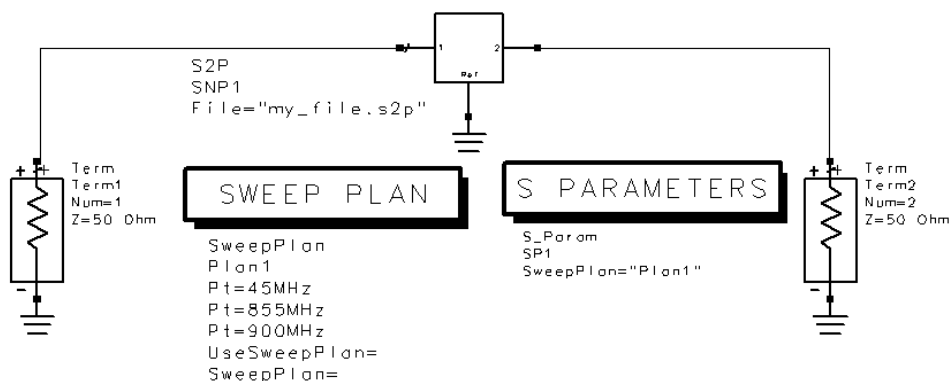 1
2
Ref
S2P
SNP1
File="my_file.s2p"
+
+
Term
Term1
Num=1
Z=50 Ohm
-
SWEEP PLAN
SweepPlan
Plan1
Pt=45MHz
Pt=855MHz
Pt=900MHz
UseSweepPlan=
SweepPlan=
S PARAMETERS
S_Param
SP1
SweepPlan="Plan1"
+
+
Term
Term2
Num=2
Z=50 Ohm
-